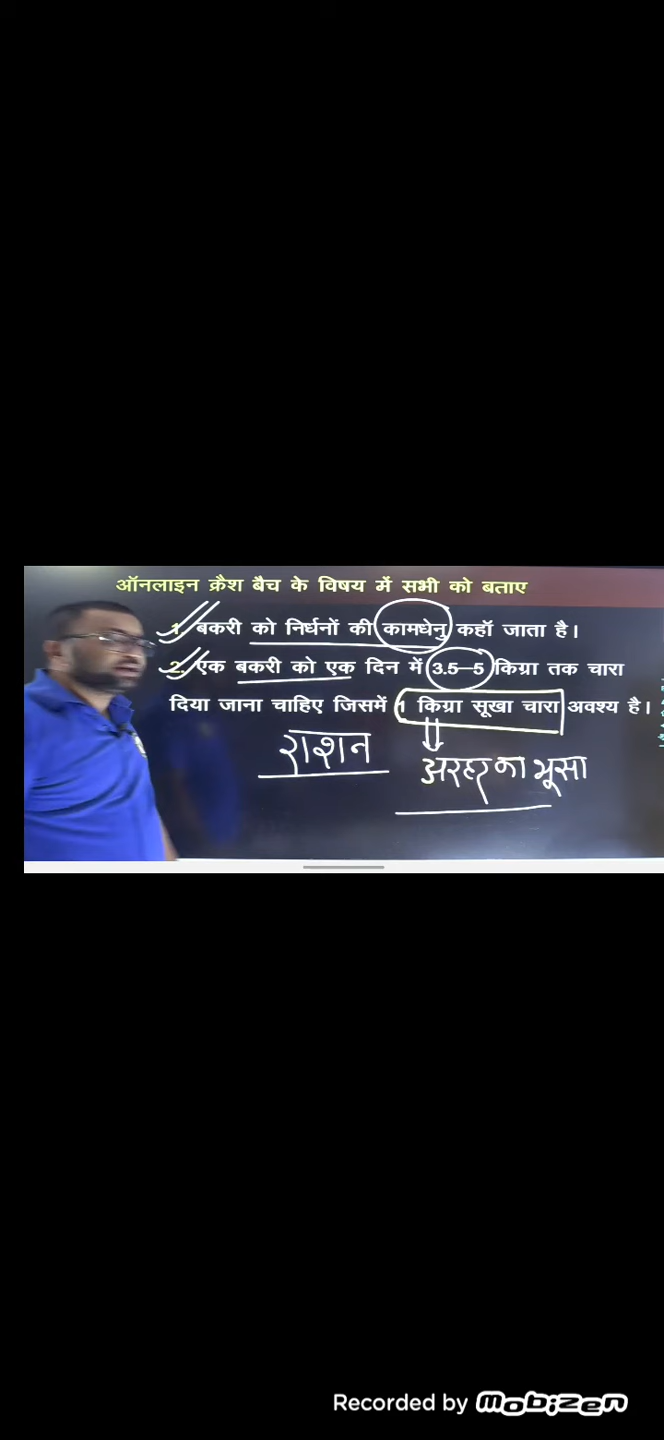 ऑनलाइन क्रैश बैच के विषय में सभी को बताए
1. बकरी को निर्धनों की कामधेनु कहाॅ जाता है।
2. एक बकरी को एक दिन में 3.5–5 किग्रा तक चारा
दिया जाना चाहिए जिसमें 1 किग्रा सूखा चारा अवश्य है।
राशन
अरहर का भूसा
Recorded by Mobizen